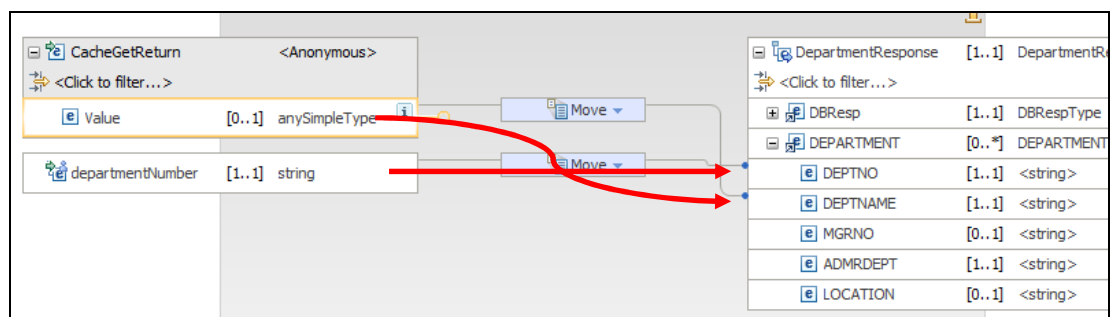 CacheGetReturn <Anonymous>
<Click to filter...>
Value [0..1] anySimpleType
departmentNumber [1..1] string
Move
Move
DepartmentResponse [1..1]
<Click to filter...>
DBResp [1..1] DBRespType
DEPARTMENT [0..*] DEPARTMENT
DEPTNO [1..1] <string>
DEPTNAME [1..1] <string>
MGRNO [0..1] <string>
ADMRDEPT [1..1] <string>
LOCATION [0..1] <string>